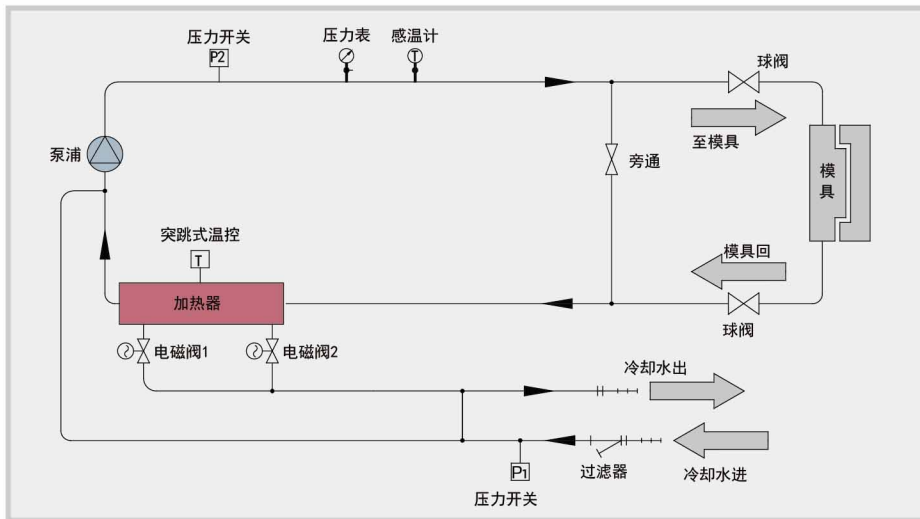 压力开关
P2
压力表
感温计
T
球阀
至模具
泵浦
旁通
模具
突跳式温控
T
模具回
加热器
球阀
电磁阀1
电磁阀2
冷却水出
P1
过滤器
冷却水进
压力开关